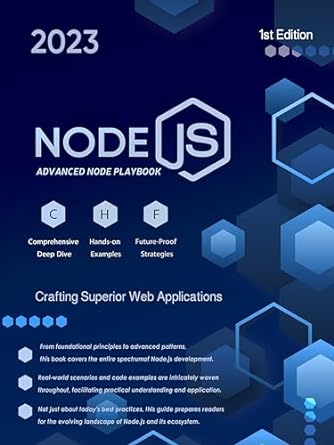 2023
1st Edition
NODE JS
ADVANCED NODE PLAYBOOK
C H F
Comprehensive Hands-on Future-Proof
Deep Dive Examples Strategies
Crafting Superior Web Applications
From foundational principles to advanced patterns,
this book covers the entire spectrumof Node.js development.
Real-world scenarios and code examples are intricately woven
throughout, facilitating practical understanding and application.
Not just about today's best practices, this guide prepares readers
for the evolving landscape of Node.js and its ecosystem.